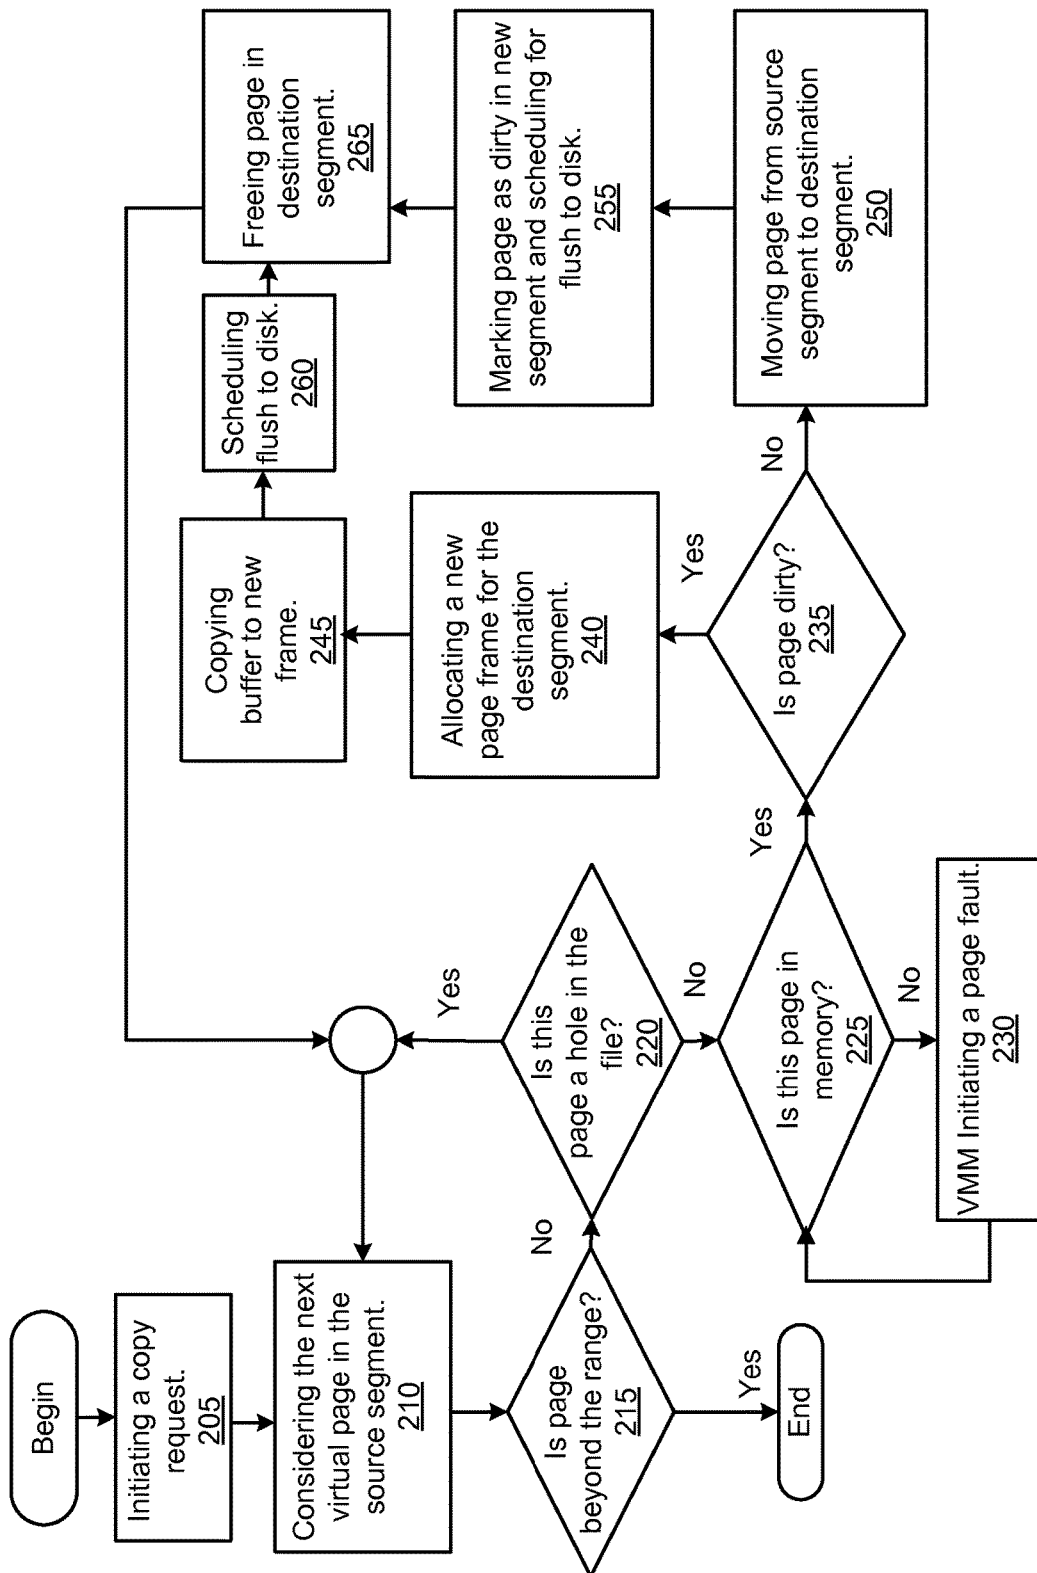 Begin
Initiating a copy
request.
205
Considering the next
virtual page in the
source segment.
210
Is page
beyond the range?
215
Yes
End
No
Is this
page a hole in the
file?
220
Yes
No
Is this page in
memory?
225
No
VMM Initiating a page fault.
230
Yes
Is page dirty?
235
Yes
Allocating a new
page frame for the
destination
segment.
240
Copying
buffer to new
frame.
245
Scheduling
flush to disk.
260
No
Moving page from source
segment to destination
segment.
250
Marking page as dirty in new
segment and scheduling for
flush to disk.
255
Freeing page in
destination
segment.
265